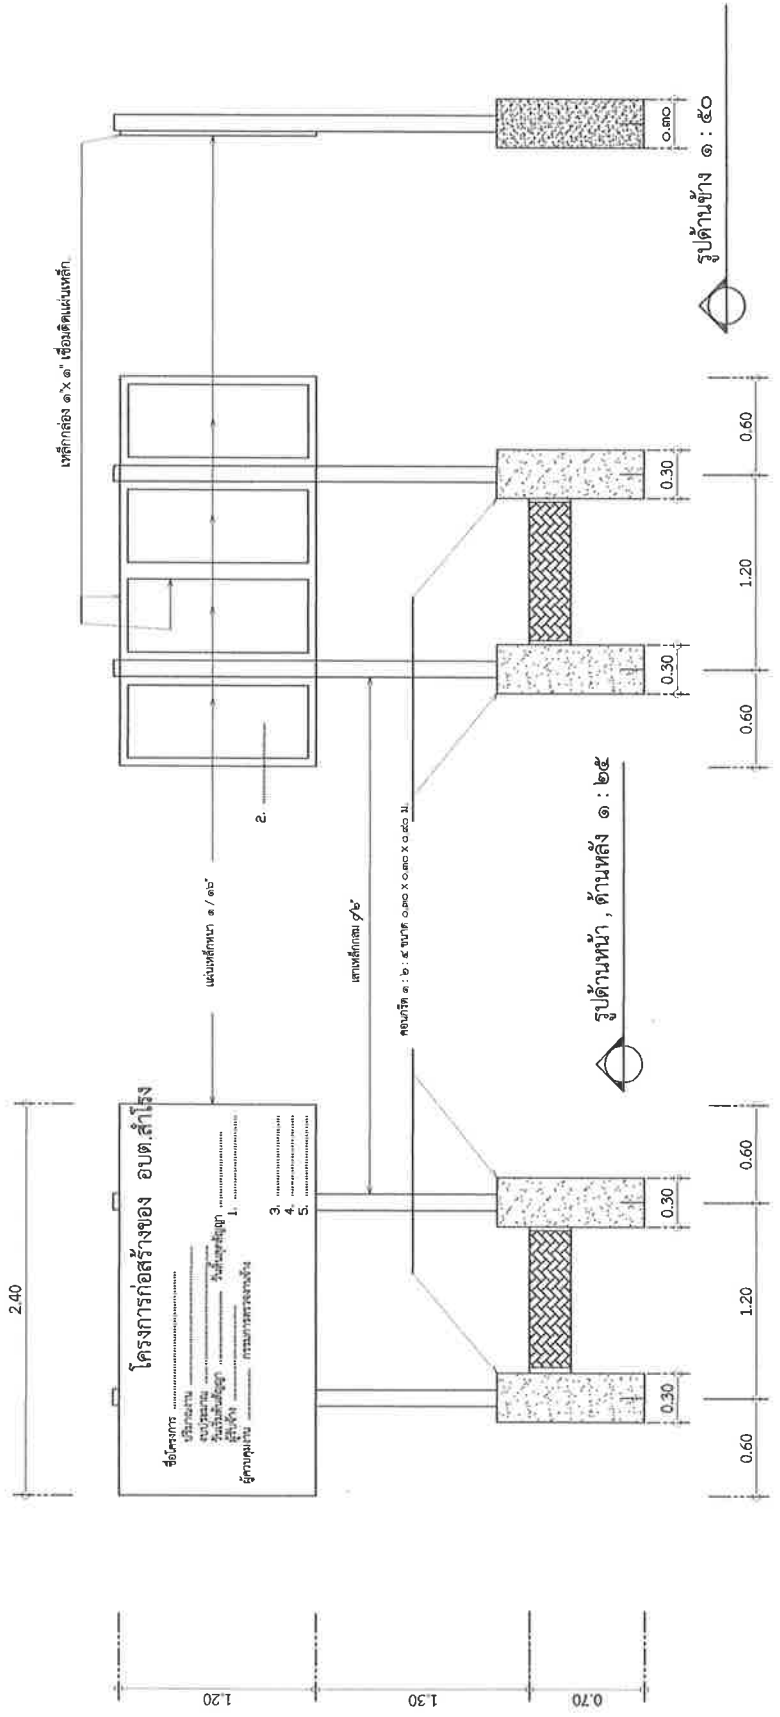 2.40
โครงการก่อสร้างของ อบต.สำโรง
ชื่อโครงการ ........................................
ปริมาณงาน ........................................
งบประมาณ ........................................
วันเริ่มต้นสัญญา .................... วันสิ้นสุดสัญญา ....................
ผู้รับจ้าง ....................
ผู้ควบคุมงาน .................... กรรมการตรวจงานจ้าง
1. ....................
3. ....................
4. ....................
5. ....................
2. ....................
เหล็กกล่อง ๑"x ๑" เชื่อมติดแผ่นเหล็ก
แผ่นเหล็กหนา ๑ / ๑๖"
เสาเหล็กกลม ∅๒"
คอนกรีต ๑ : ๒ : ๔ ขนาด ๐.๓๐ x ๐.๓๐ x ๐.๙๐ ม.
1.20
1.30
0.70
0.30
0.30
0.30
0.30
๐.๓๐
0.60
1.20
0.60
0.60
1.20
0.60
รูปด้านหน้า , ด้านหลัง ๑ : ๒๕
รูปด้านข้าง ๑ : ๕๐